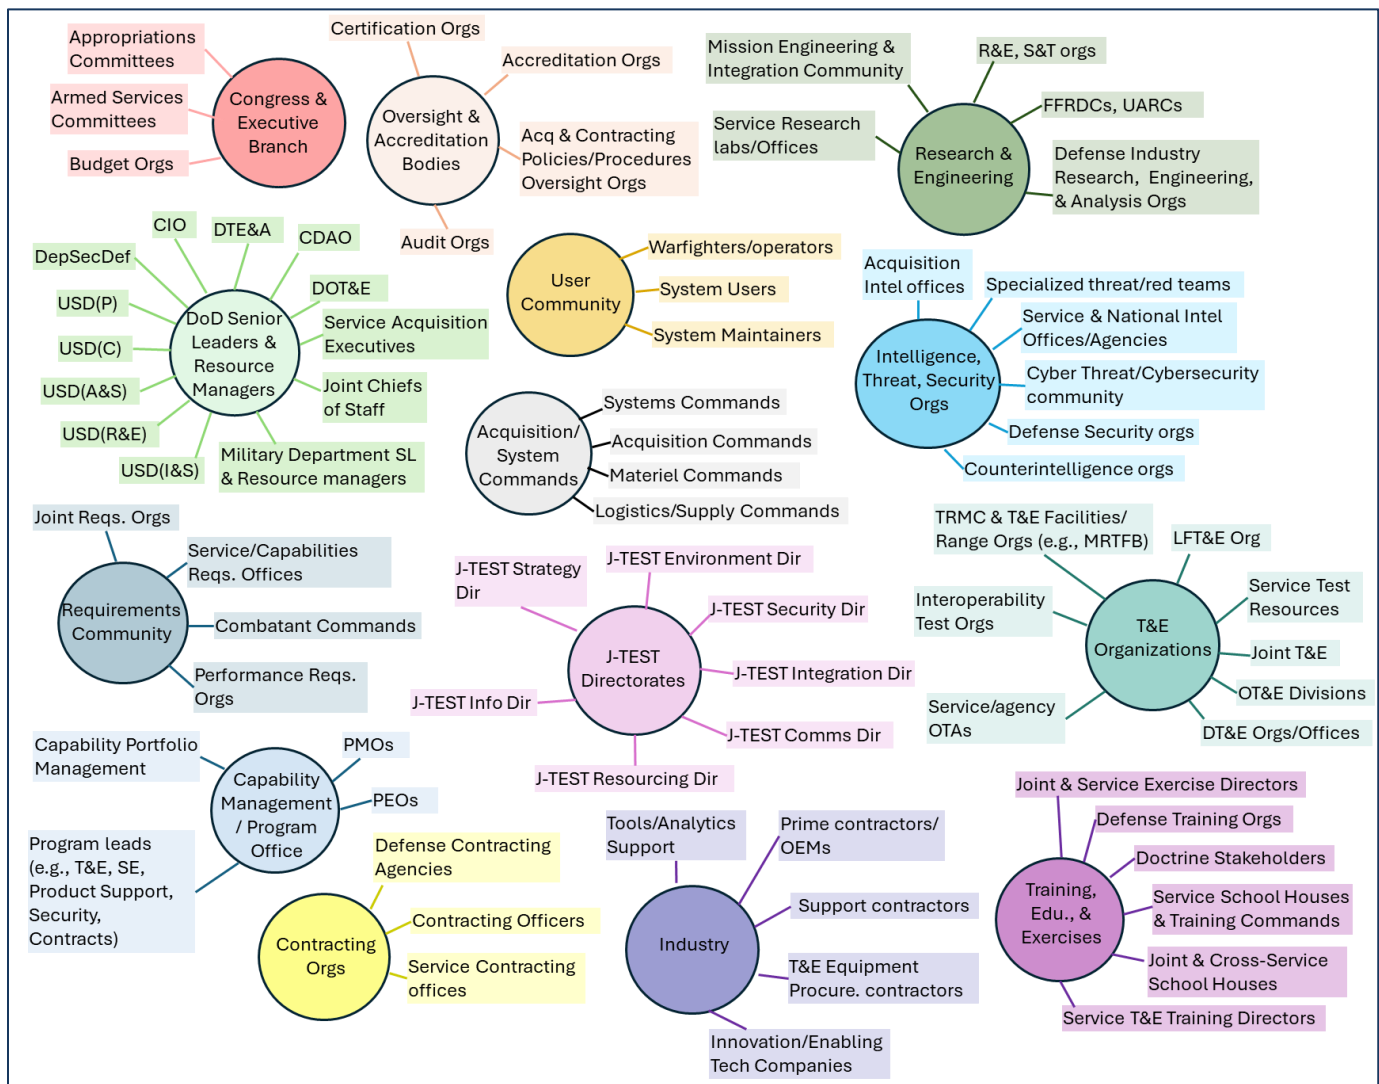 Appropriations
Committees
Armed Services
Committees
Budget Orgs
Congress &
Executive
Branch
Certification Orgs
Accreditation Orgs
Oversight &
Accreditation
Bodies
Acq & Contracting
Policies/Procedures
Oversight Orgs
Audit Orgs
Mission Engineering &
Integration Community
R&E, S&T orgs
FFRDCs, UARCs
Service Research
labs/Offices
Research &
Engineering
Defense Industry
Research, Engineering,
& Analysis Orgs
CIO
DTE&A
CDAO
DepSecDef
DOT&E
USD(P)
Service Acquisition
Executives
USD(C)
DoD Senior
Leaders &
Resource
Managers
USD(A&S)
Joint Chiefs
of Staff
USD(R&E)
USD(I&S)
Military Department SL
& Resource managers
User
Community
Warfighters/operators
System Users
System Maintainers
Acquisition
Intel offices
Specialized threat/red teams
Service & National Intel
Offices/Agencies
Intelligence,
Threat, Security
Orgs
Cyber Threat/Cybersecurity
community
Defense Security orgs
Counterintelligence orgs
Acquisition/
System
Commands
Systems Commands
Acquisition Commands
Materiel Commands
Logistics/Supply Commands
Joint Reqs. Orgs
Service/Capabilities
Reqs. Offices
Requirements
Community
Combatant Commands
Performance Reqs.
Orgs
J-TEST Strategy
Dir
J-TEST Environment Dir
J-TEST Security Dir
J-TEST
Directorates
J-TEST Integration Dir
J-TEST Info Dir
J-TEST Comms Dir
J-TEST Resourcing Dir
TRMC & T&E Facilities/
Range Orgs (e.g., MRTFB)
LFT&E Org
Service Test
Resources
Interoperability
Test Orgs
T&E
Organizations
Joint T&E
OT&E Divisions
Service/agency
OTAs
DT&E Orgs/Offices
Capability Portfolio
Management
PMOs
PEOs
Capability
Management
/ Program
Office
Program leads
(e.g., T&E, SE,
Product Support,
Security,
Contracts)
Defense Contracting
Agencies
Contracting Officers
Service Contracting
offices
Contracting
Orgs
Tools/Analytics
Support
Prime contractors/
OEMs
Support contractors
Industry
T&E Equipment
Procure. contractors
Innovation/Enabling
Tech Companies
Joint & Service Exercise Directors
Defense Training Orgs
Doctrine Stakeholders
Training,
Edu., &
Exercises
Service School Houses
& Training Commands
Joint & Cross-Service
School Houses
Service T&E Training Directors